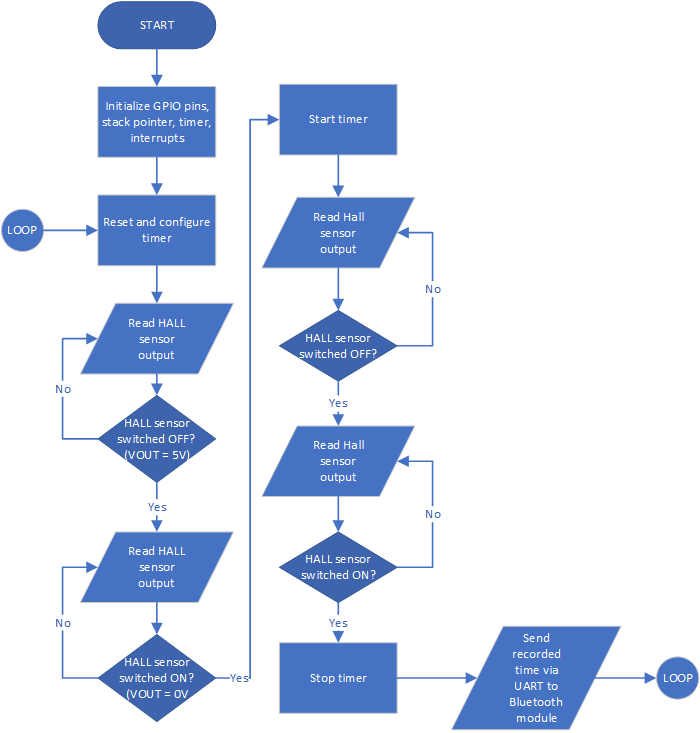 START
Initialize GPIO pins,
stack pointer, timer,
interrupts
LOOP
Reset and configure
timer
Read HALL
sensor
output
No
HALL sensor
switched OFF?
(VOUT = 5V)
Yes
Read HALL
sensor
output
No
HALL sensor
switched ON?
(VOUT = 0V
Yes
Start timer
Read Hall
sensor
output
No
HALL sensor
switched OFF?
Yes
Read Hall
sensor
output
No
HALL sensor
switched ON?
Yes
Stop timer
Send
recorded
time via
UART to
Bluetooth
module
LOOP